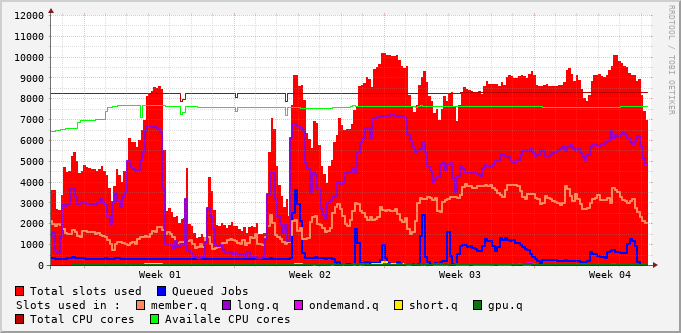 12000
11000
10000
9000
8000
7000
6000
5000
4000
3000
2000
1000
0
Week 01 Week 02 Week 03 Week 04
Total slots used Queued Jobs
Slots used in : member.q long.q ondemand.q short.q gpu.q
Total CPU cores Availale CPU cores
RRDTOOL / TOBI OETIKER